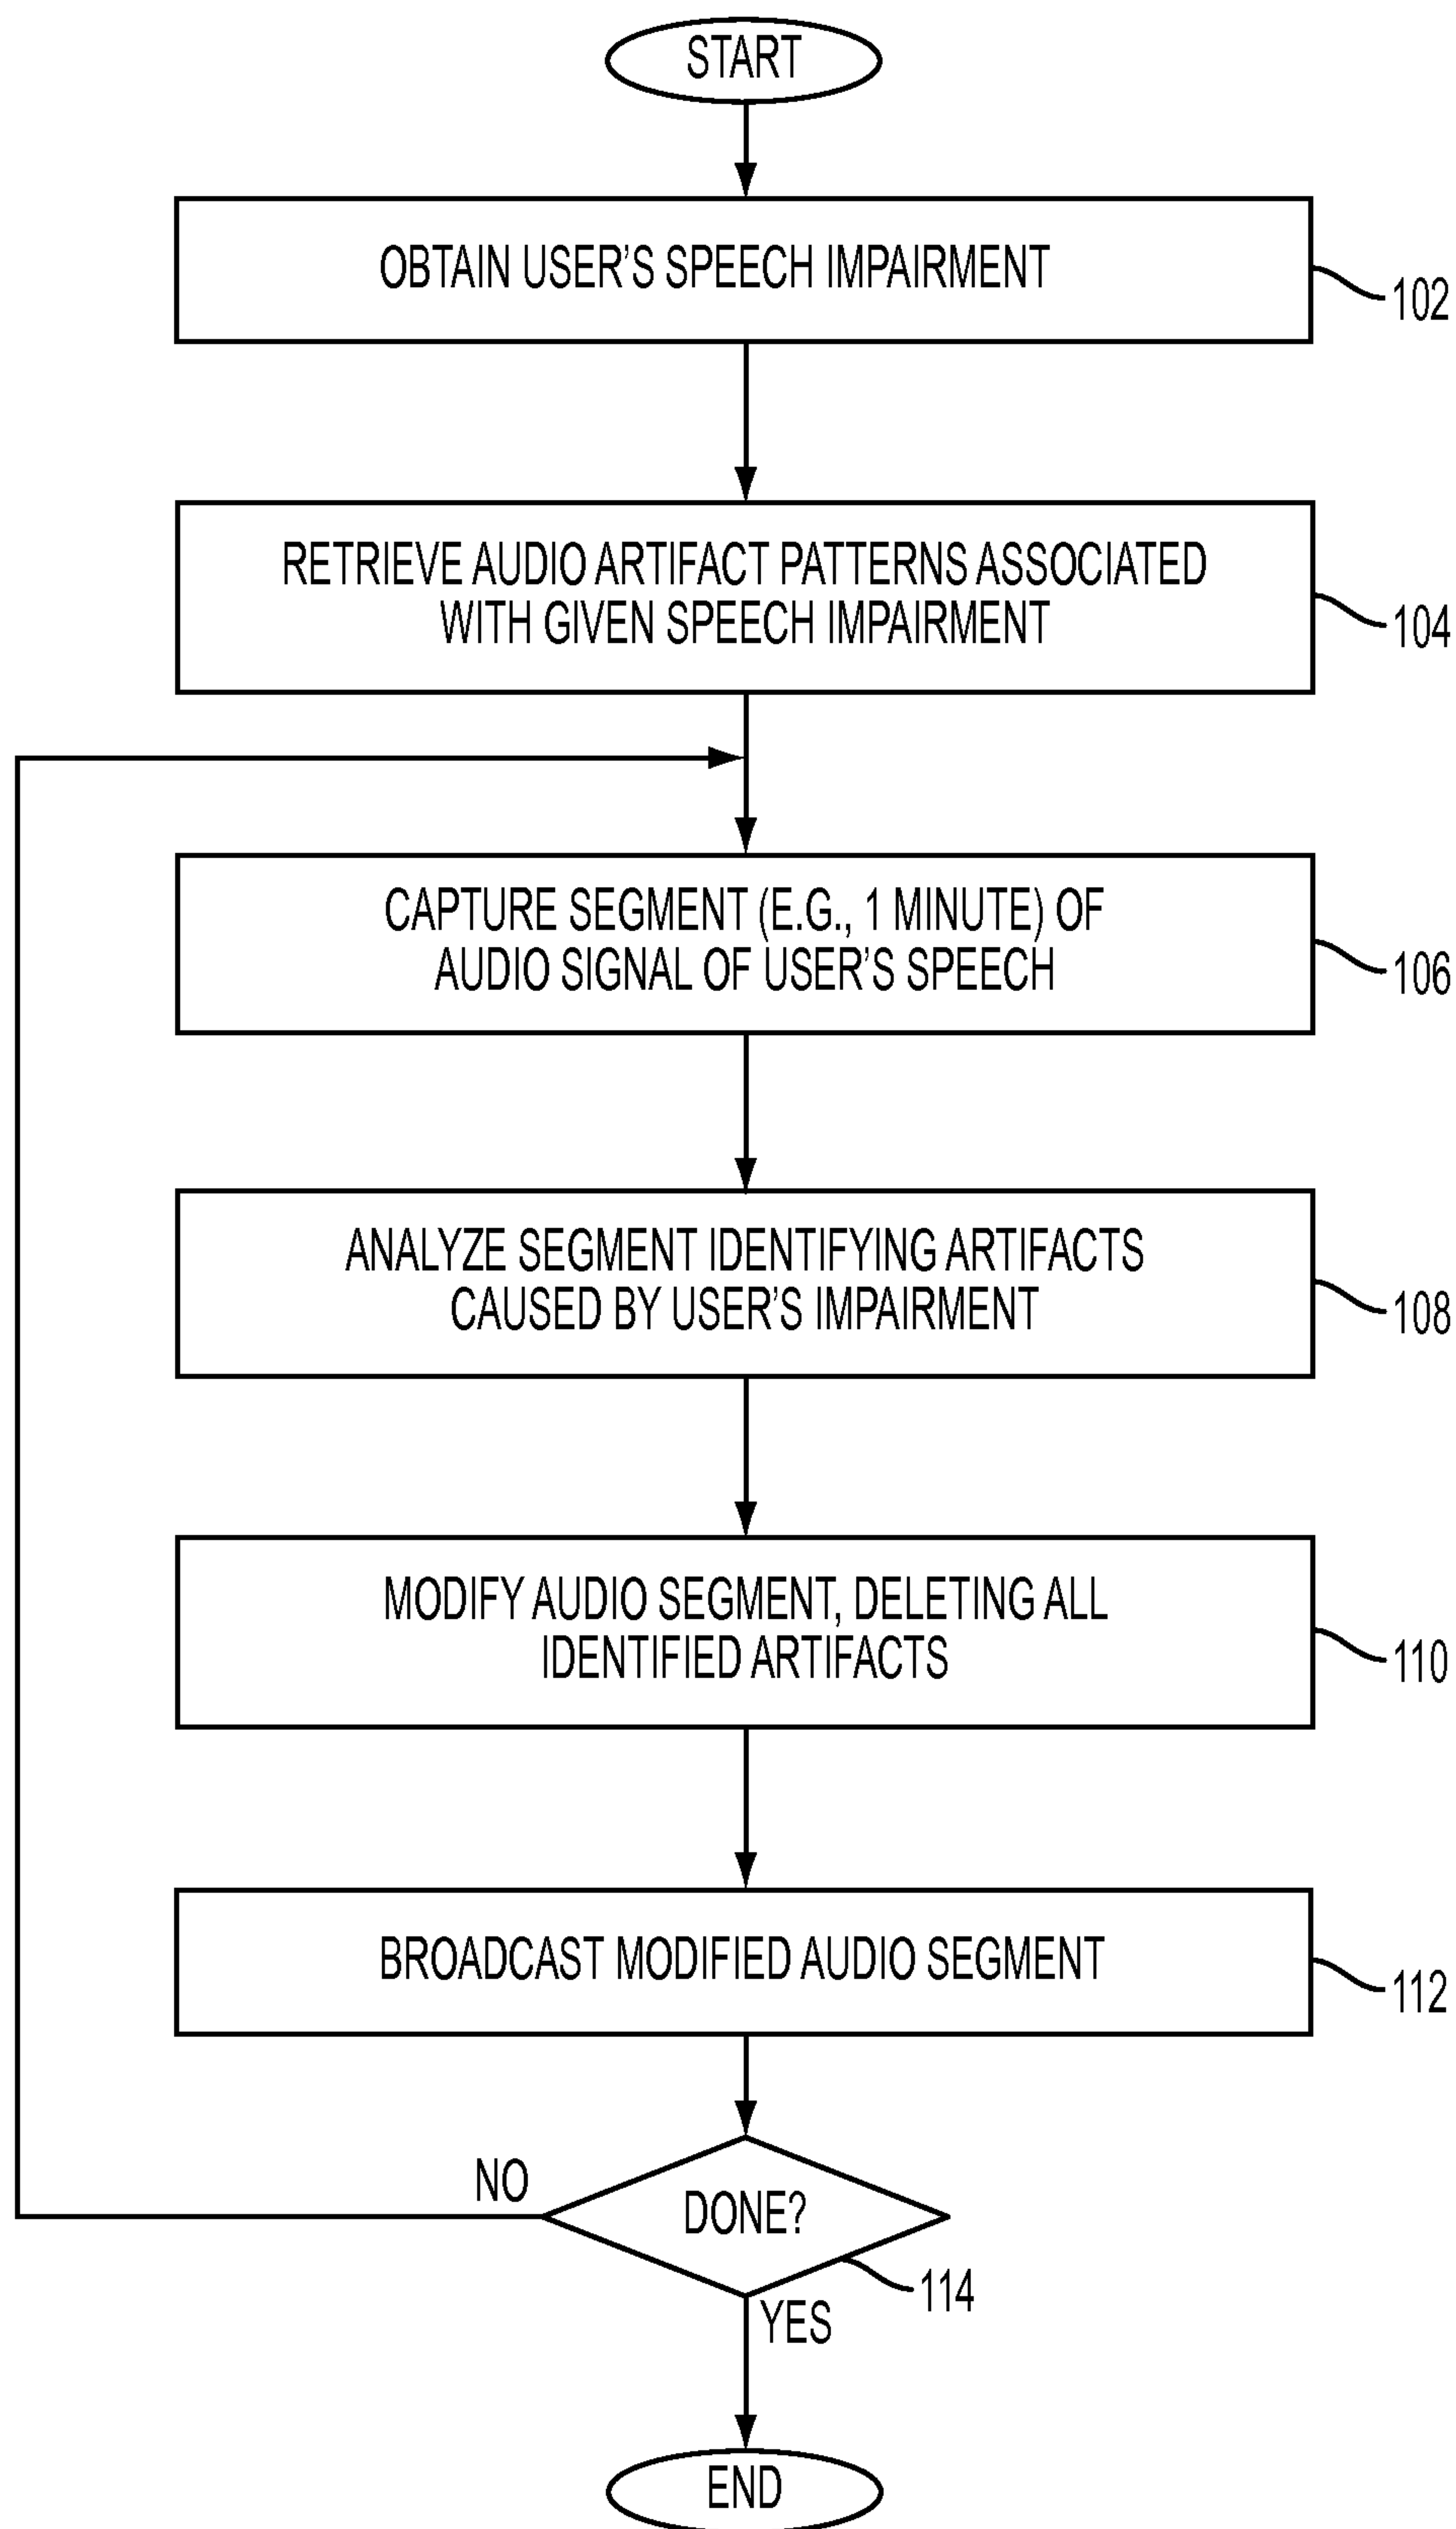 START
OBTAIN USER'S SPEECH IMPAIRMENT
102
RETRIEVE AUDIO ARTIFACT PATTERNS ASSOCIATED
WITH GIVEN SPEECH IMPAIRMENT
104
CAPTURE SEGMENT (E.G., 1 MINUTE) OF
AUDIO SIGNAL OF USER'S SPEECH
106
ANALYZE SEGMENT IDENTIFYING ARTIFACTS
CAUSED BY USER'S IMPAIRMENT
108
MODIFY AUDIO SEGMENT, DELETING ALL
IDENTIFIED ARTIFACTS
110
BROADCAST MODIFIED AUDIO SEGMENT
112
NO
DONE?
114
YES
END